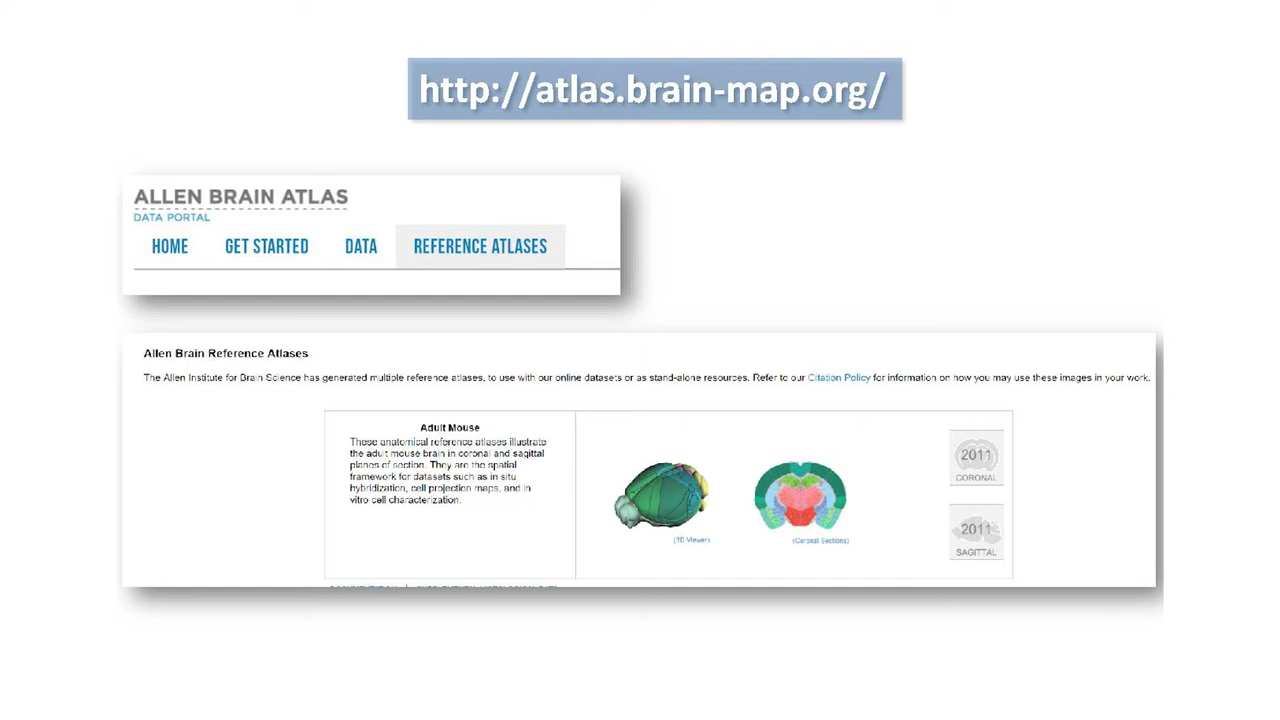 http://atlas.brain-map.org/
ALLEN BRAIN ATLAS
DATA PORTAL
HOME GET STARTED DATA REFERENCE ATLASES
Allen Brain Reference Atlases
The Allen Institute for Brain Science has generated multiple reference atlases, to use with our online datasets or as stand-alone resources. Refer to our Citation Policy for information on how you may use these images in your work.
Adult Mouse
These anatomical reference atlases illustrate
the adult mouse brain in coronal and sagittal
planes of section. They are the spatial
framework for datasets such as in situ
hybridization, cell projection maps, and in
vitro cell characterization.
(3D Viewer)
(Coronal Sections)
2011
CORONAL
2011
SAGITTAL